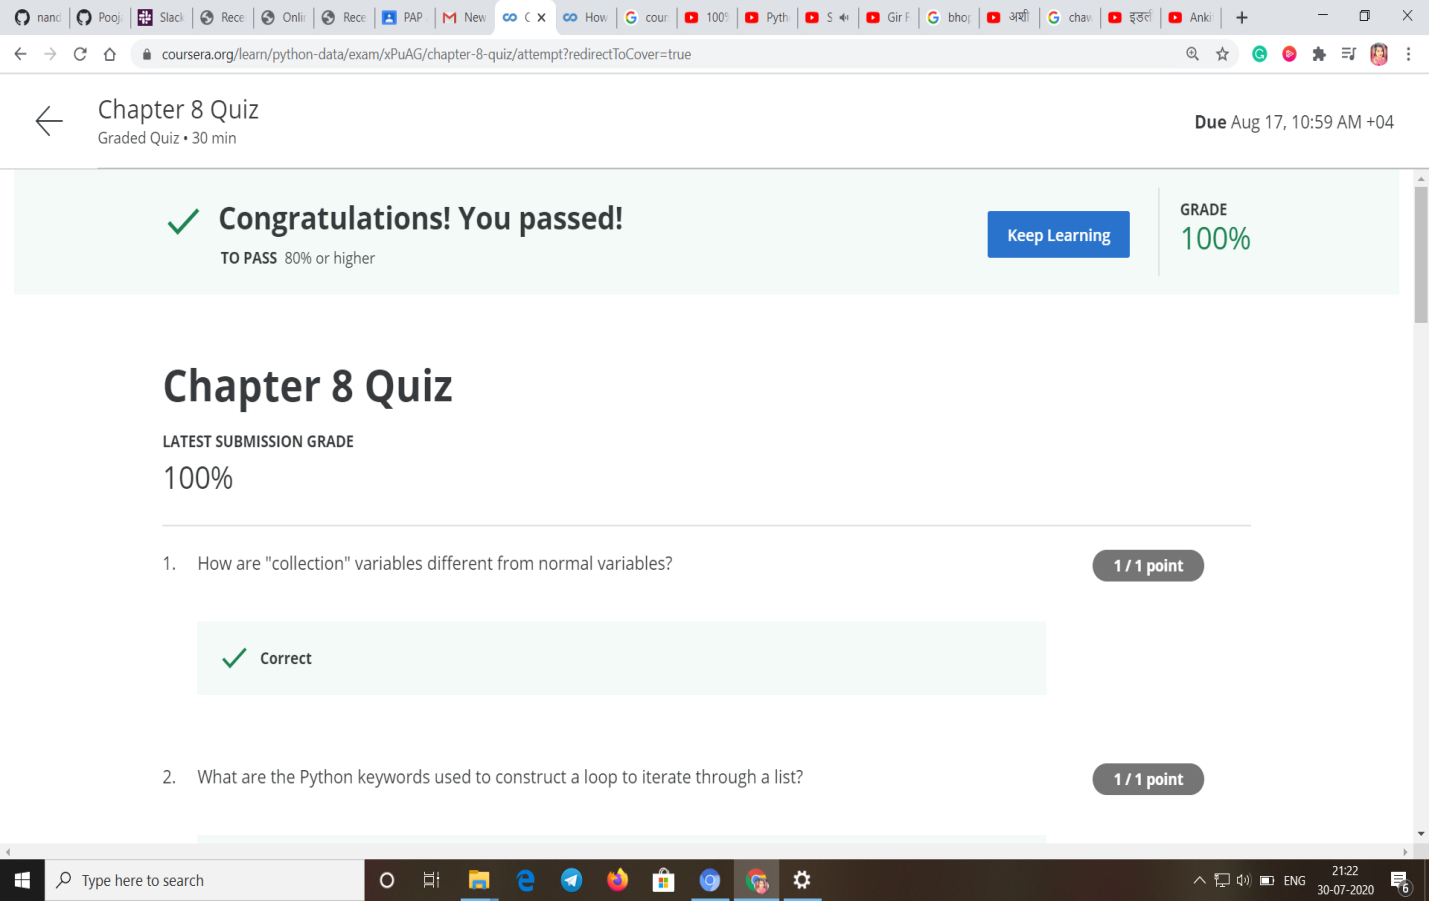 nand
Pooj
Slack
Rece
Onlin
Rece
PAP
New
C
How
cour
100%
Pyth
S
Gir F
bhop
अशी
chaw
इडली
Anki
coursera.org/learn/python-data/exam/xPuAG/chapter-8-quiz/attempt?redirectToCover=true
Chapter 8 Quiz
Graded Quiz • 30 min
Due Aug 17, 10:59 AM +04
Congratulations! You passed!
TO PASS 80% or higher
Keep Learning
GRADE
100%
Chapter 8 Quiz
LATEST SUBMISSION GRADE
100%
1. How are "collection" variables different from normal variables?
1 / 1 point
Correct
2. What are the Python keywords used to construct a loop to iterate through a list?
1 / 1 point
Type here to search
ENG
21:22
30-07-2020
6